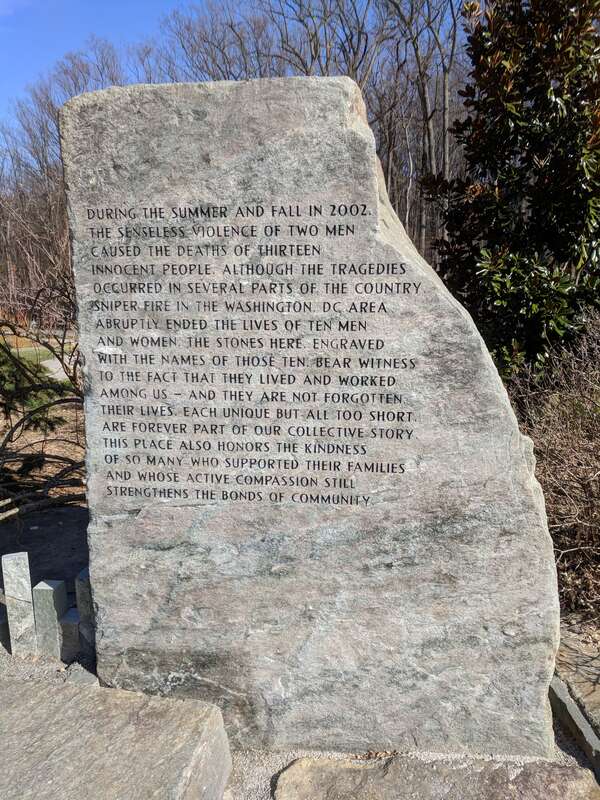 DURING THE SUMMER AND FALL IN 2002,
THE SENSELESS VIOLENCE OF TWO MEN
CAUSED THE DEATHS OF THIRTEEN
INNOCENT PEOPLE. ALTHOUGH THE TRAGEDIES
OCCURRED IN SEVERAL PARTS OF THE COUNTRY,
SNIPER FIRE IN THE WASHINGTON, DC, AREA
ABRUPTLY ENDED THE LIVES OF TEN MEN
AND WOMEN. THE STONES HERE, ENGRAVED
WITH THE NAMES OF THOSE TEN, BEAR WITNESS
TO THE FACT THAT THEY LIVED AND WORKED
AMONG US – AND THEY ARE NOT FORGOTTEN.
THEIR LIVES, EACH UNIQUE BUT ALL TOO SHORT,
ARE FOREVER PART OF OUR COLLECTIVE STORY.
THIS PLACE ALSO HONORS THE KINDNESS
OF SO MANY WHO SUPPORTED THEIR FAMILIES
AND WHOSE ACTIVE COMPASSION STILL
STRENGTHENS THE BONDS OF COMMUNITY.